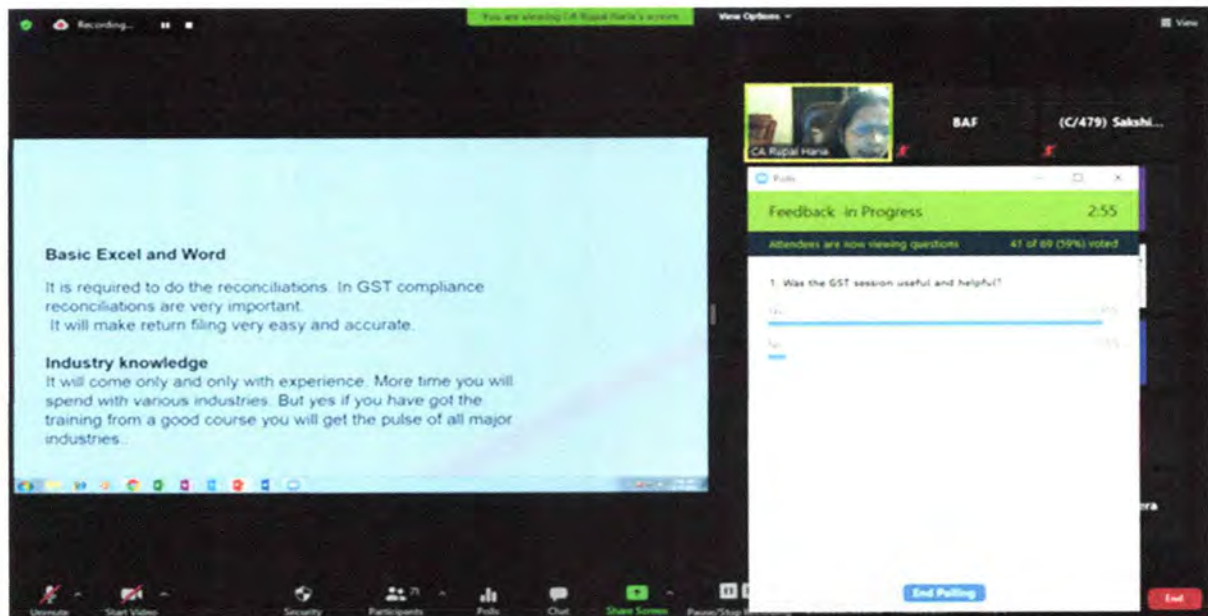 Recording...
You are viewing CA Rupal Haria's screen
View Options
View
CA Rupal Haria
BAF
(C/479) Sakshi...
Polls
Feedback in Progress
2:55
Attendees are now viewing questions
41 of 69 (59%) voted
1. Was the GST session useful and helpful?
No
Basic Excel and Word
It is required to do the reconciliations. In GST compliance
reconciliations are very important.
It will make return filing very easy and accurate.
Industry knowledge
It will come only and only with experience. More time you will
spend with various industries. But yes if you have got the
training from a good course you will get the pulse of all major
industries..
era
End Polling
Unmute
Start Video
Security
Participants
71
Polls
Chat
Share Screen
Pause/Stop
End